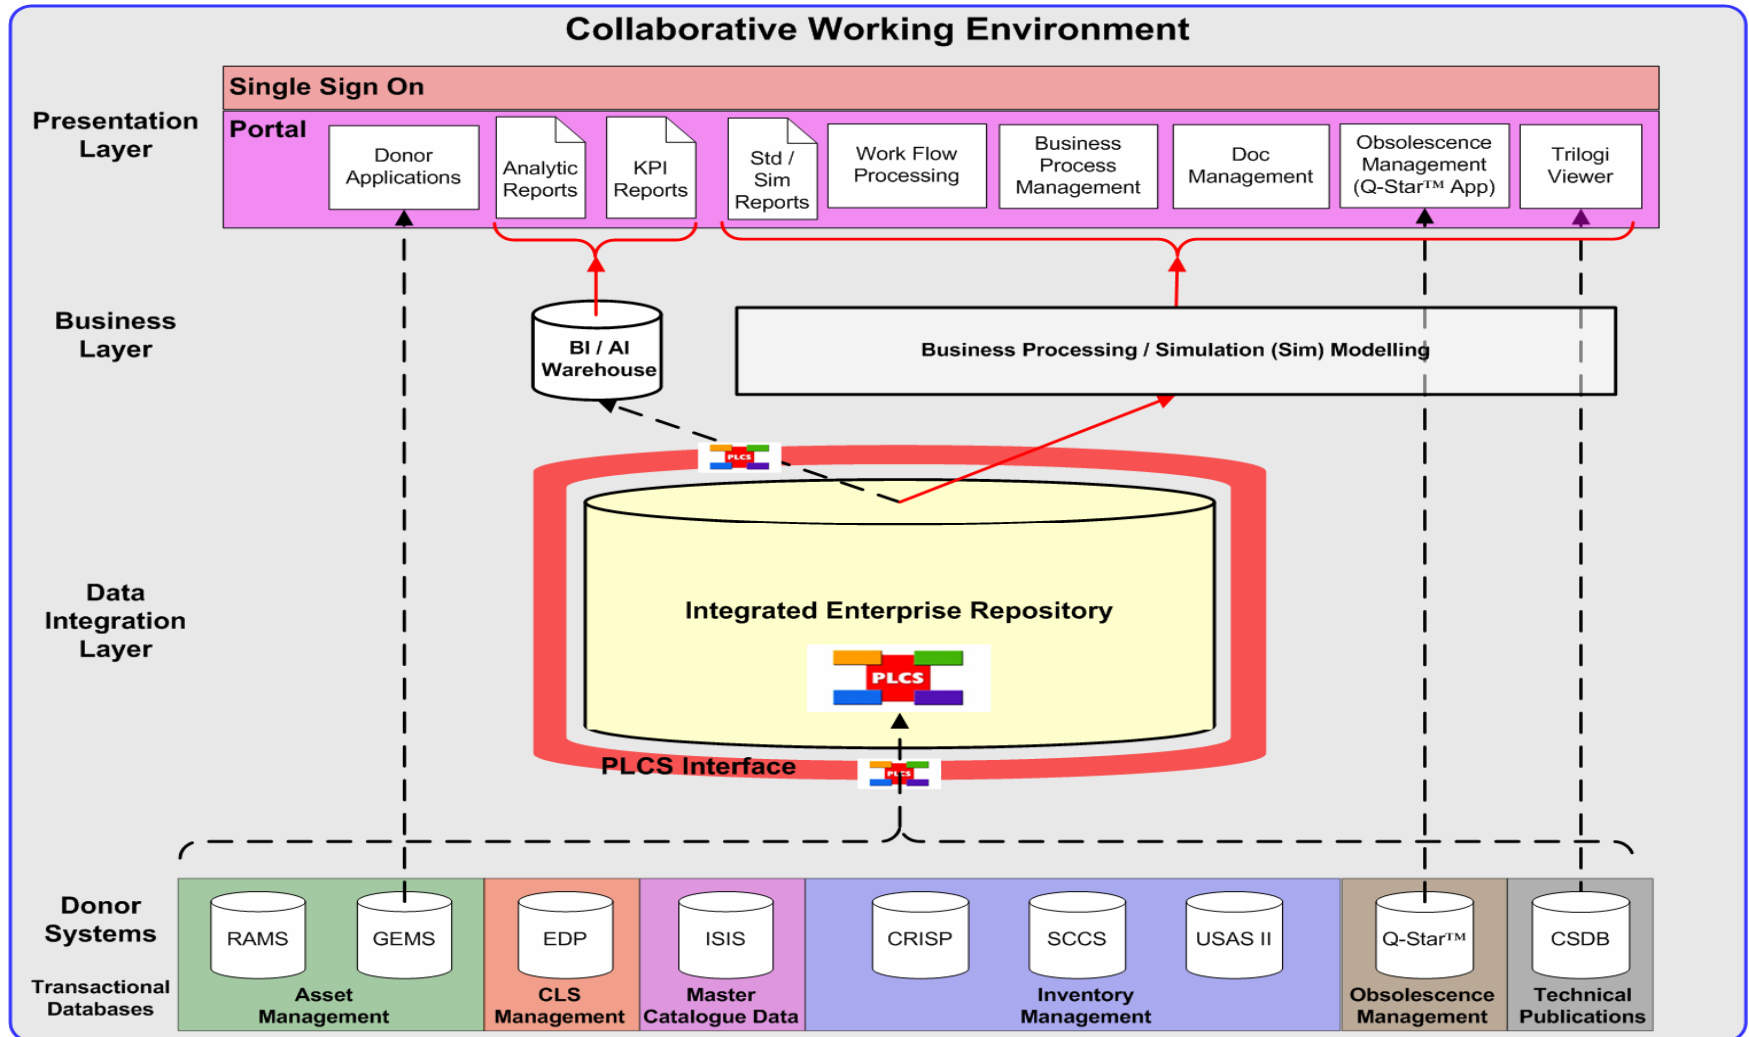 Collaborative Working Environment
Single Sign On
Presentation
Layer
Portal
Donor
Applications
Analytic
Reports
KPI
Reports
Std /
Sim
Reports
Work Flow
Processing
Business
Process
Management
Doc
Management
Obsolescence
Management
(Q-Star™ App)
Trilogi
Viewer
Business
Layer
BI / AI
Warehouse
Business Processing / Simulation (Sim) Modelling
PLCS
Data
Integration
Layer
Integrated Enterprise Repository
PLCS
PLCS Interface
PLCS
Donor
Systems
Transactional
Databases
RAMS
GEMS
Asset
Management
EDP
CLS
Management
ISIS
Master
Catalogue Data
CRISP
SCCS
USAS II
Inventory
Management
Q-Star™
Obsolescence
Management
CSDB
Technical
Publications